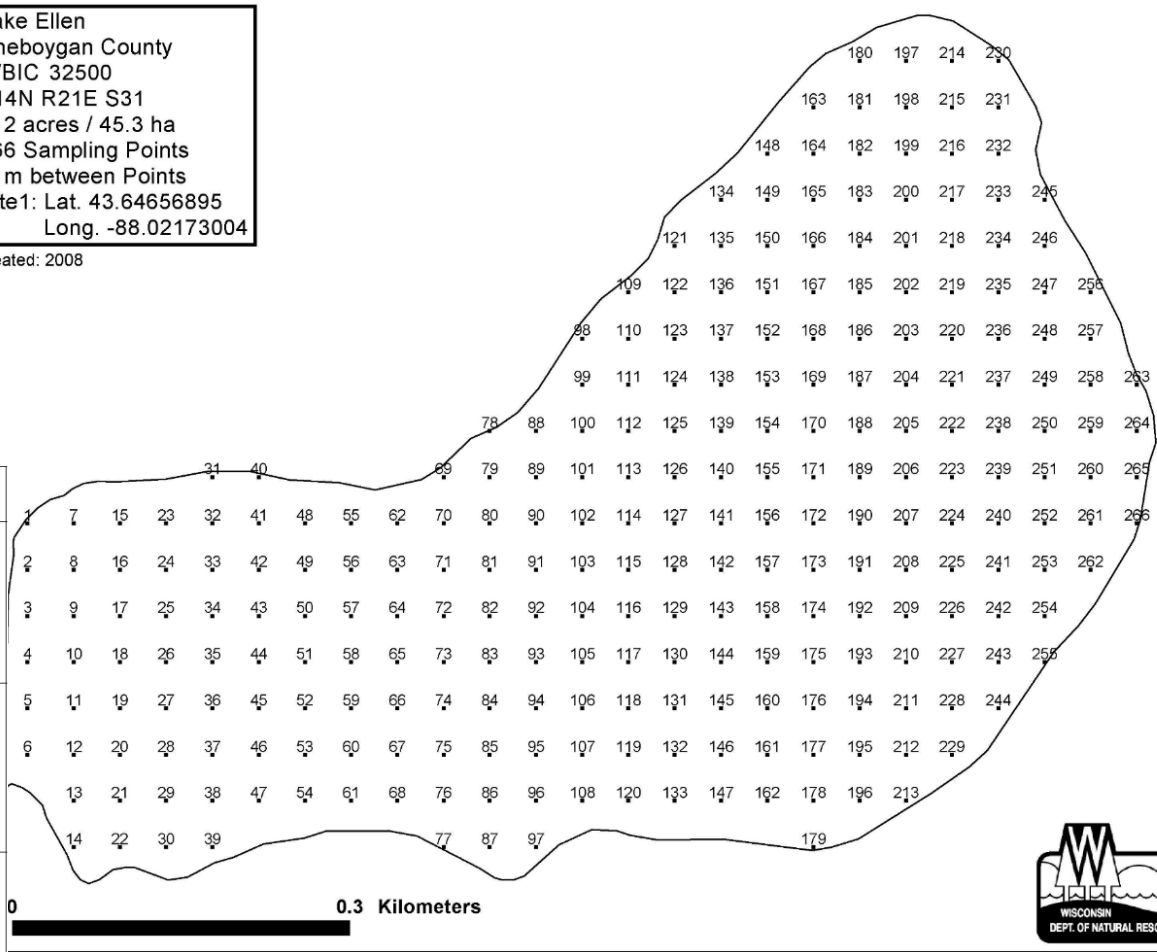 ake Ellen
heboygan County
BIC 32500
14N R21E S31
2 acres / 45.3 ha
66 Sampling Points
m between Points
te1: Lat. 43.64656895
Long. -88.02173004
eated: 2008
180 197 214 230
163 181 198 215 231
148 164 182 199 216 232
134 149 165 183 200 217 233 245
121 135 150 166 184 201 218 234 246
109 122 136 151 167 185 202 219 235 247 256
98 110 123 137 152 168 186 203 220 236 248 257
99 111 124 138 153 169 187 204 221 237 249 258 263
78 88 100 112 125 139 154 170 188 205 222 238 250 259 264
31 40 69 79 89 101 113 126 140 155 171 189 206 223 239 251 260 265
1 7 15 23 32 41 48 55 62 70 80 90 102 114 127 141 156 172 190 207 224 240 252 261 266
2 8 16 24 33 42 49 56 63 71 81 91 103 115 128 142 157 173 191 208 225 241 253 262
3 9 17 25 34 43 50 57 64 72 82 92 104 116 129 143 158 174 192 209 226 242 254
4 10 18 26 35 44 51 58 65 73 83 93 105 117 130 144 159 175 193 210 227 243 255
5 11 19 27 36 45 52 59 66 74 84 94 106 118 131 145 160 176 194 211 228 244
6 12 20 28 37 46 53 60 67 75 85 95 107 119 132 146 161 177 195 212 229
13 21 29 38 47 54 61 68 76 86 96 108 120 133 147 162 178 196 213
14 22 30 39 77 87 97 179
0 0.3 Kilometers
W
WISCONSIN
DEPT. OF NATURAL RESO